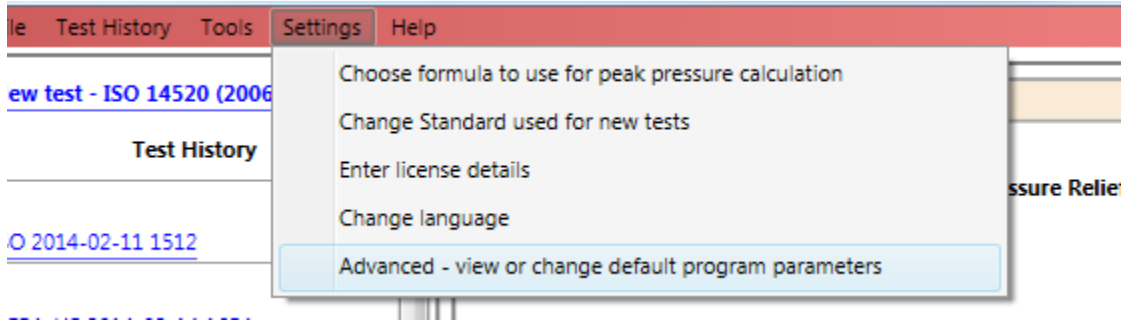 le Test History Tools Settings Help
Choose formula to use for peak pressure calculation
ew test - ISO 14520 (2006
Change Standard used for new tests
Test History
Enter license details
ssure Relief
Change language
O 2014-02-11 1512
Advanced - view or change default program parameters